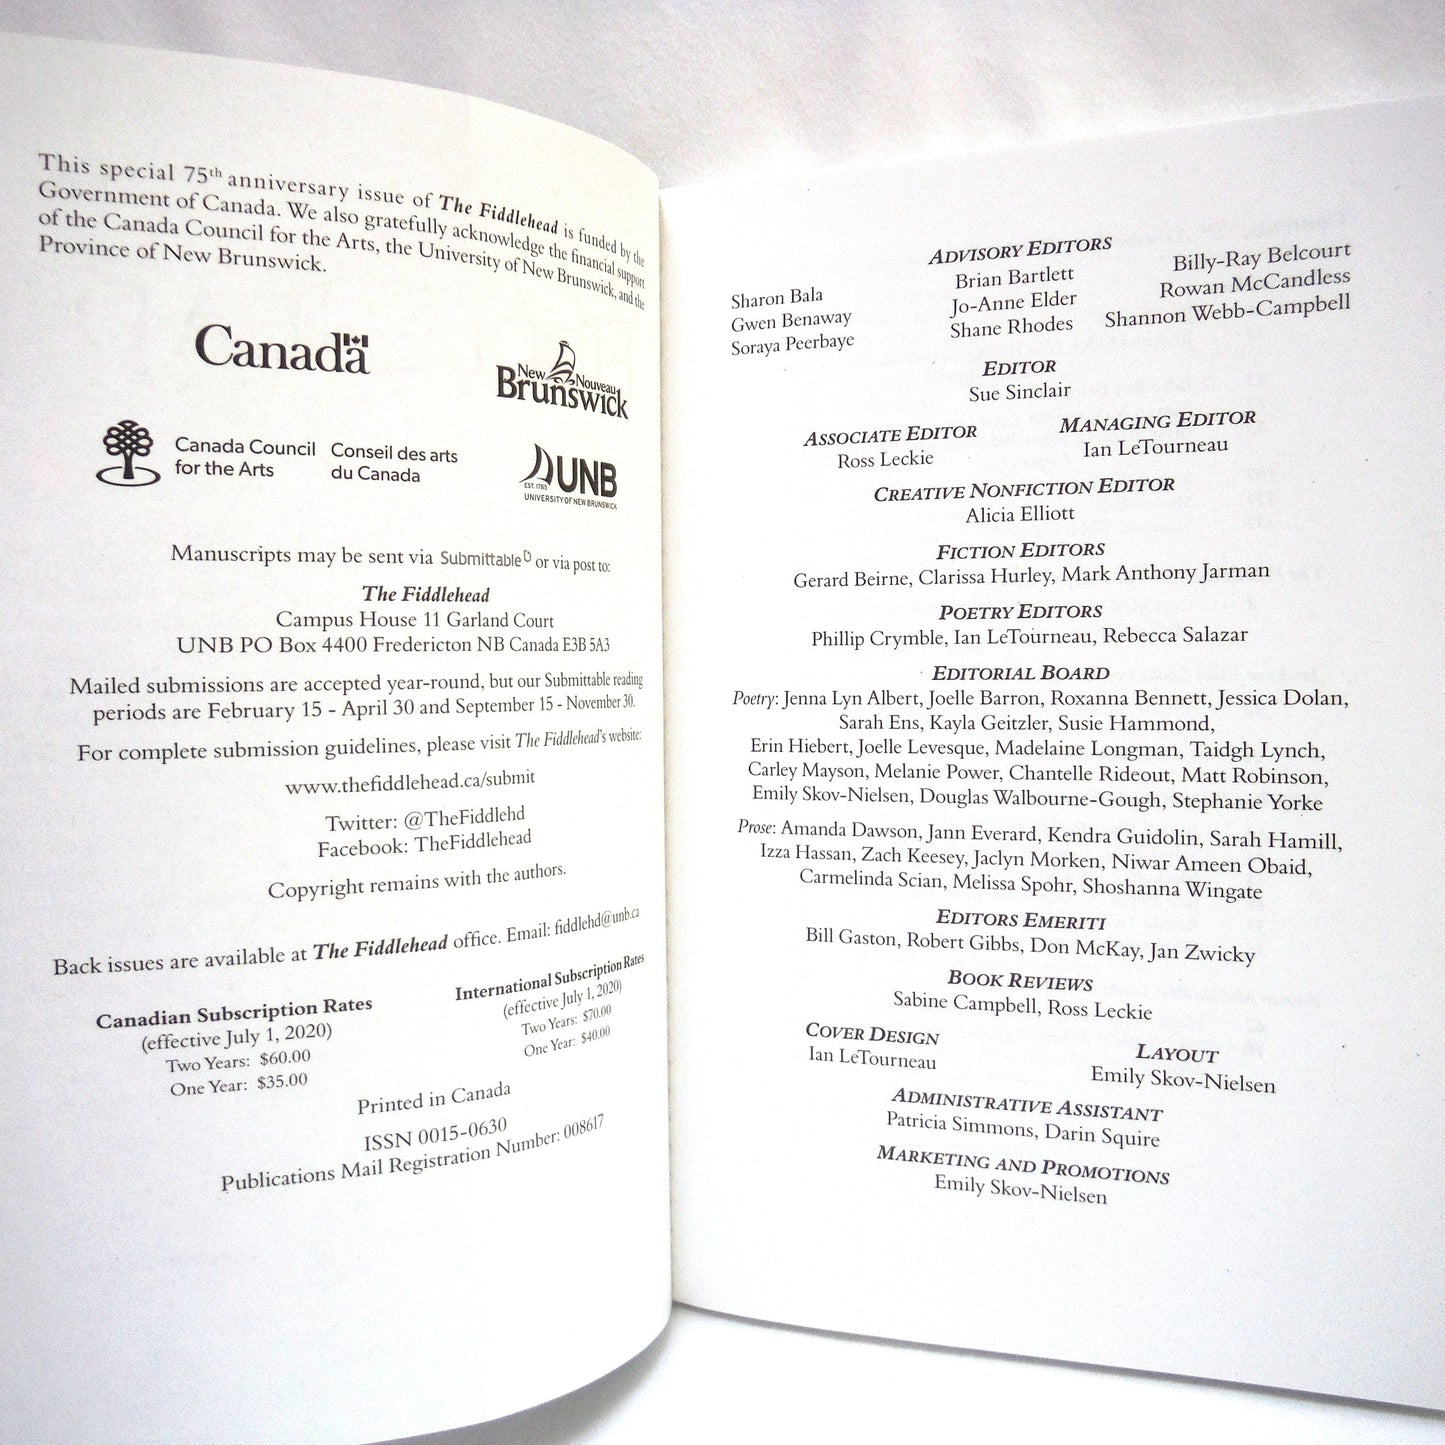 This special 75th anniversary issue of The Fiddlehead is funded by the
Government of Canada. We also gratefully acknowledge the financial support
of the Canada Council for the Arts, the University of New Brunswick, and the
Province of New Brunswick.
Canada
New Nouveau
Brunswick
Canada Council
for the Arts
Conseil des arts
du Canada
UNB
EST. 1785
UNIVERSITY OF NEW BRUNSWICK
Manuscripts may be sent via Submittable or via post to:
The Fiddlehead
Campus House 11 Garland Court
UNB PO Box 4400 Fredericton NB Canada E3B 5A3
Mailed submissions are accepted year-round, but our Submittable reading
periods are February 15 - April 30 and September 15 - November 30.
For complete submission guidelines, please visit The Fiddlehead's website:
www.thefiddlehead.ca/submit
Twitter: @TheFiddlehd
Facebook: TheFiddlehead
Copyright remains with the authors.
Back issues are available at The Fiddlehead office. Email: fiddlehd@unb.ca
Canadian Subscription Rates
(effective July 1, 2020)
Two Years: $60.00
One Year: $35.00
International Subscription Rates
(effective July 1, 2020)
Two Years: $70.00
One Year: $40.00
Printed in Canada
ISSN 0015-0630
Publications Mail Registration Number: 008617
ADVISORY EDITORS
Sharon Bala
Gwen Benaway
Soraya Peerbaye
Brian Bartlett
Jo-Anne Elder
Shane Rhodes
Billy-Ray Belcourt
Rowan McCandless
Shannon Webb-Campbell
EDITOR
Sue Sinclair
ASSOCIATE EDITOR
Ross Leckie
MANAGING EDITOR
Ian LeTourneau
CREATIVE NONFICTION EDITOR
Alicia Elliott
FICTION EDITORS
Gerard Beirne, Clarissa Hurley, Mark Anthony Jarman
POETRY EDITORS
Phillip Crymble, Ian LeTourneau, Rebecca Salazar
EDITORIAL BOARD
Poetry: Jenna Lyn Albert, Joelle Barron, Roxanna Bennett, Jessica Dolan,
Sarah Ens, Kayla Geitzler, Susie Hammond,
Erin Hiebert, Joelle Levesque, Madelaine Longman, Taidgh Lynch,
Carley Mayson, Melanie Power, Chantelle Rideout, Matt Robinson,
Emily Skov-Nielsen, Douglas Walbourne-Gough, Stephanie Yorke
Prose: Amanda Dawson, Jann Everard, Kendra Guidolin, Sarah Hamill,
Izza Hassan, Zach Keesey, Jaclyn Morken, Niwar Ameen Obaid,
Carmelinda Scian, Melissa Spohr, Shoshanna Wingate
EDITORS EMERITI
Bill Gaston, Robert Gibbs, Don McKay, Jan Zwicky
BOOK REVIEWS
Sabine Campbell, Ross Leckie
COVER DESIGN
Ian LeTourneau
LAYOUT
Emily Skov-Nielsen
ADMINISTRATIVE ASSISTANT
Patricia Simmons, Darin Squire
MARKETING AND PROMOTIONS
Emily Skov-Nielsen